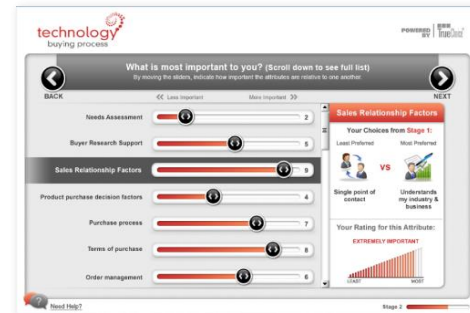 technology
buying process
POWERED BY
What is most important to you? (Scroll down to see full list)
By moving the sliders, indicate how important the attributes are relative to one another.
BACK
NEXT
<< Less Important
More Important >>
Needs Assessment
2
Buyer Research Support
5
Sales Relationship Factors
9
Product purchase decision factors
4
Purchase process
7
Terms of purchase
8
Order management
6
Sales Relationship Factors
Your Choices from Stage 1:
Least Preferred
Most Preferred
VS
Single point of contact
Understands my industry & business
Your Rating for this Attribute:
EXTREMELY IMPORTANT
LEAST
MOST
?
Need Help?
Stage 2